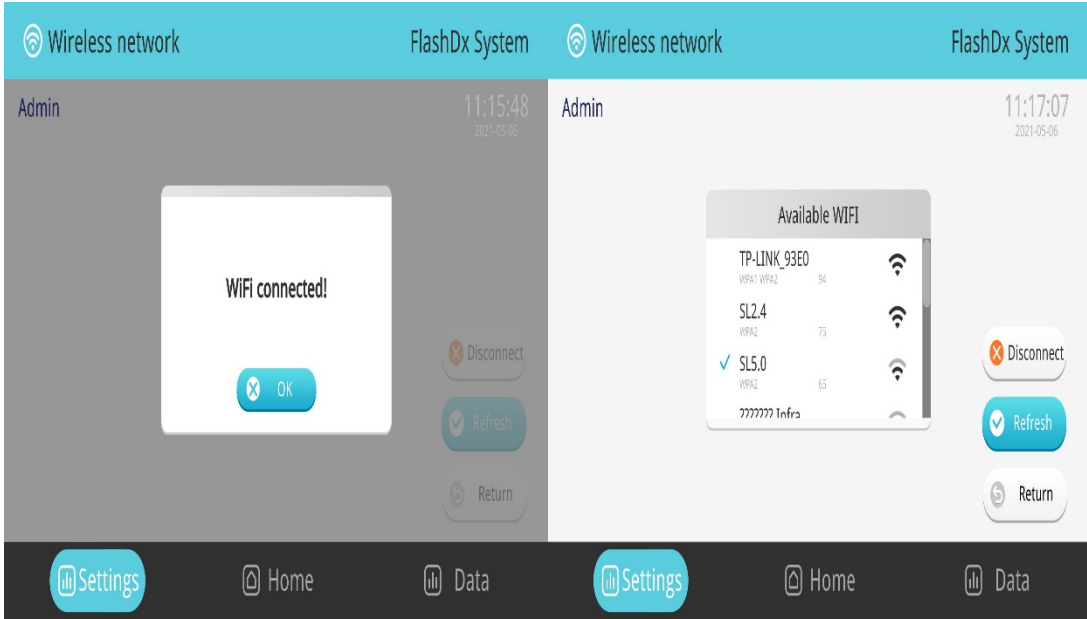 Wireless network
FlashDx System
Admin
11:15:48
2021-05-06
WiFi connected!
OK
Disconnect
Refresh
Return
Settings
Home
Data
Wireless network
FlashDx System
Admin
11:17:07
2021-05-06
Available WIFI
TP-LINK_93E0
WPA1 WPA2 94
SL2.4
WPA2 75
SL5.0
WPA2 65
??????? Infra
Disconnect
Refresh
Return
Settings
Home
Data